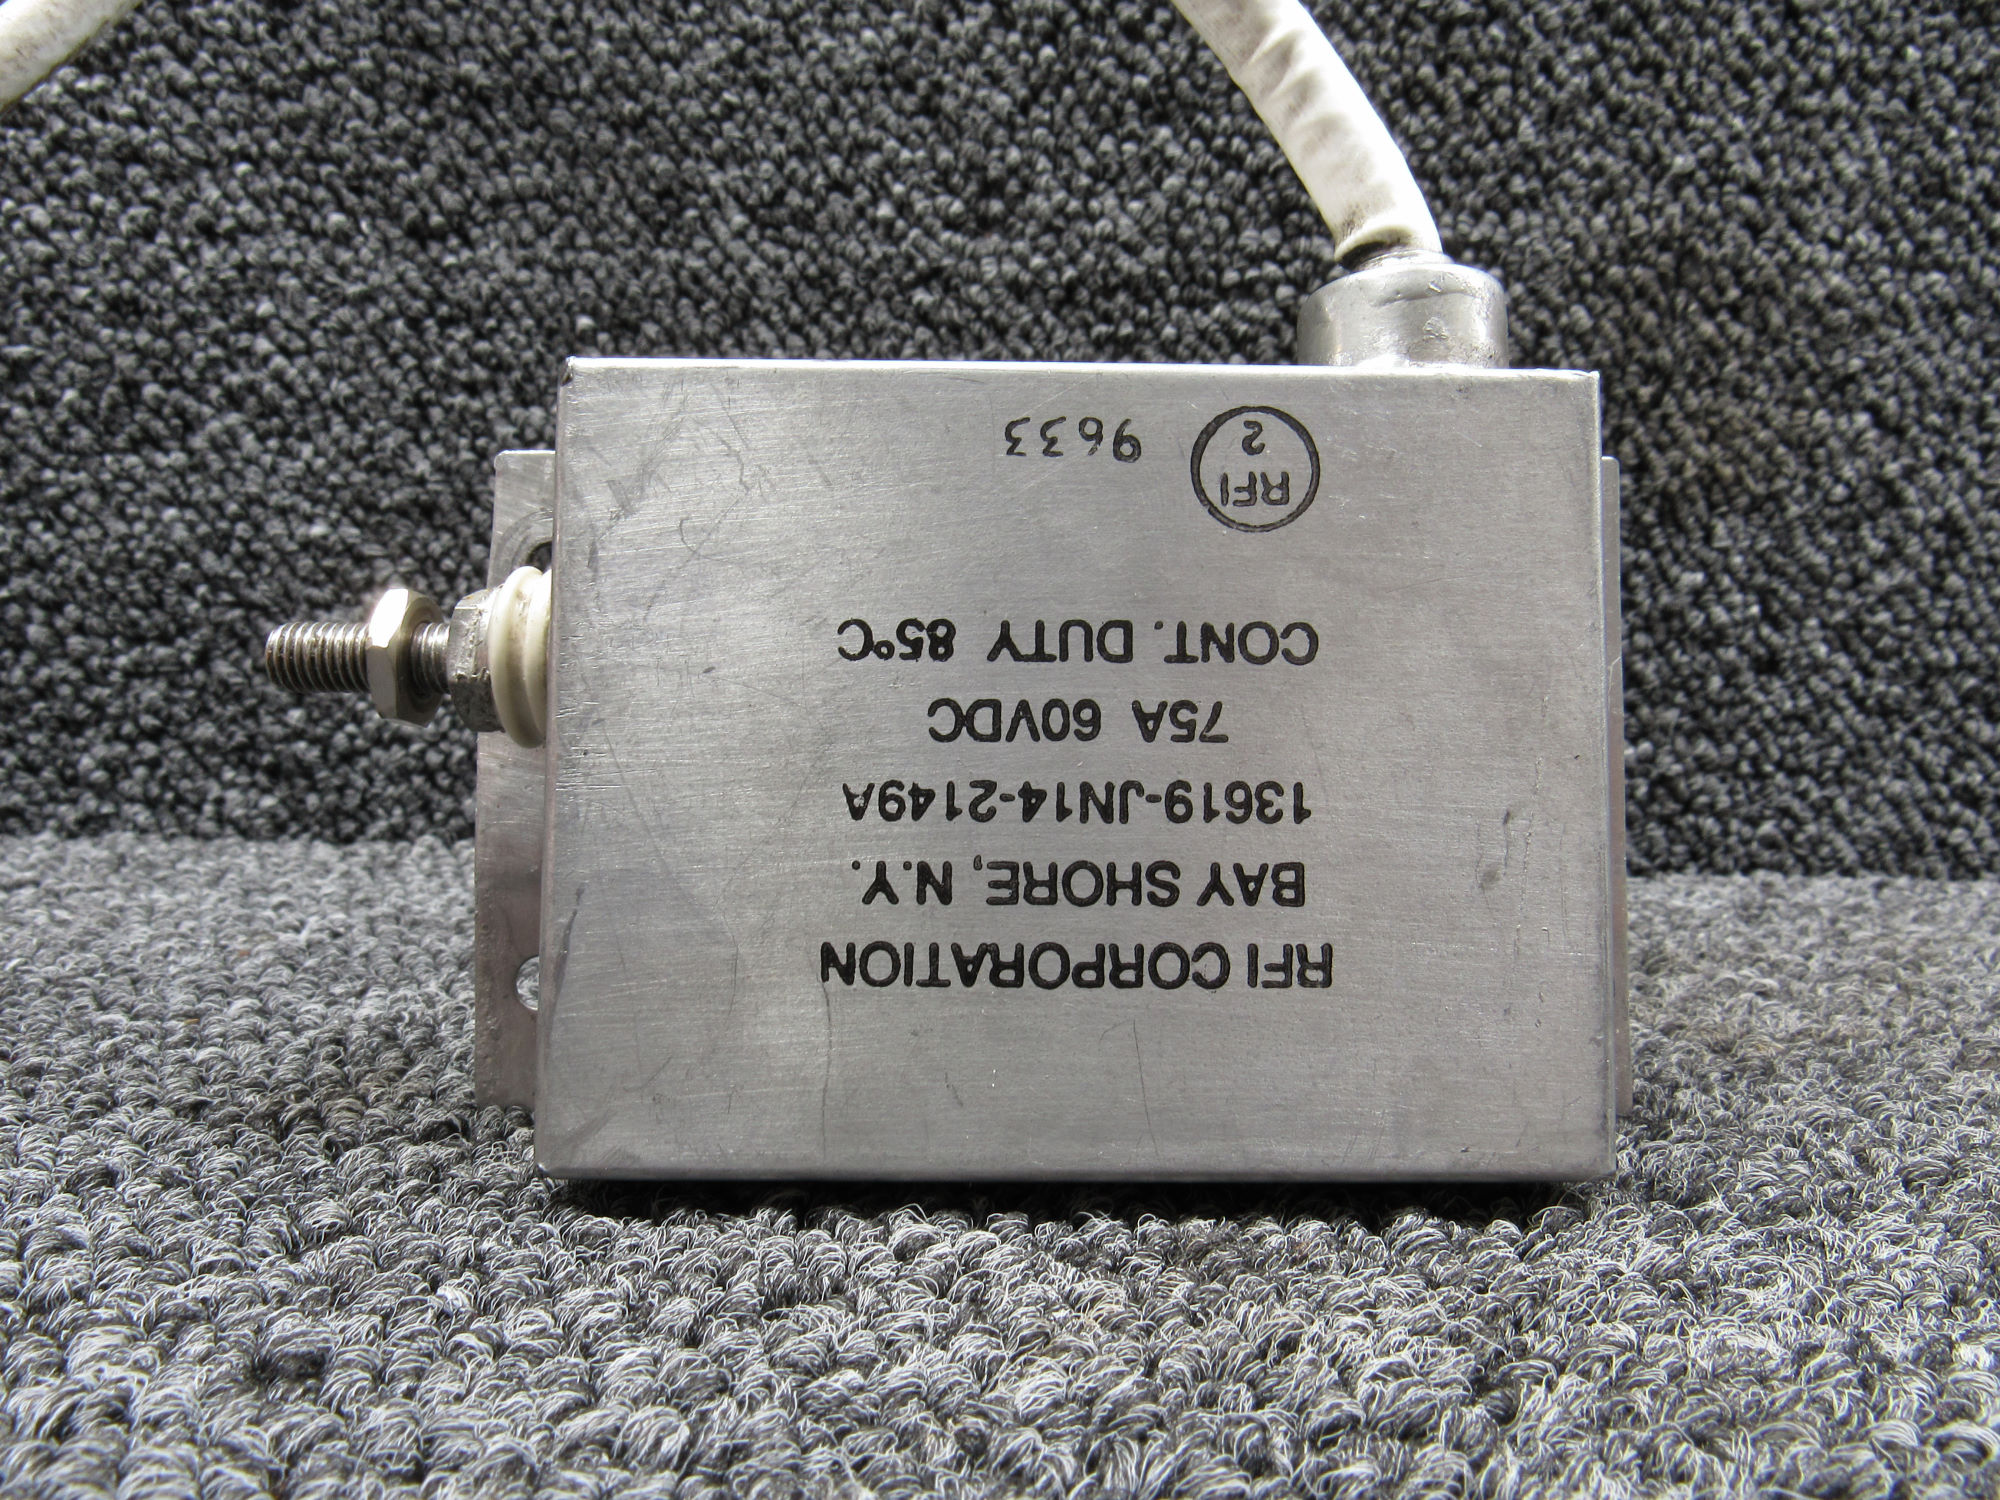 RFI CORPORATION
BAY SHORE, N.Y.
13619-JN14-2149A
75A 60VDC
CONT. DUTY 85°C
RFI
2
9633